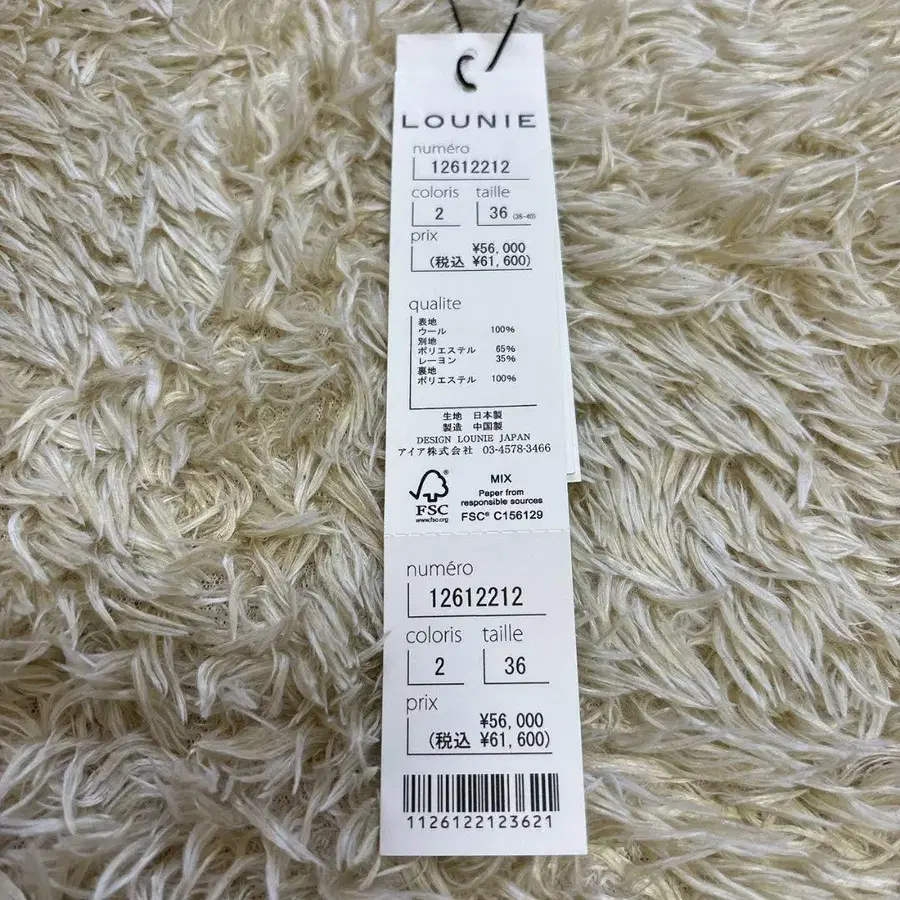 LOUNIE
numéro
12612212
coloris taille
2 36 (36-40)
prix
¥56,000
(税込 ¥61,600)
qualite
表地
ウール 100%
別地
ポリエステル 65%
レーヨン 35%
裏地
ポリエステル 100%
生地 日本製
製造 中国製
DESIGN LOUNIE JAPAN
アイア株式会社 03-4578-3466
FSC®
www.fsc.org
MIX
Paper from
responsible sources
FSC® C156129
numéro
12612212
coloris taille
2 36
prix
¥56,000
(税込 ¥61,600)
1126122123621